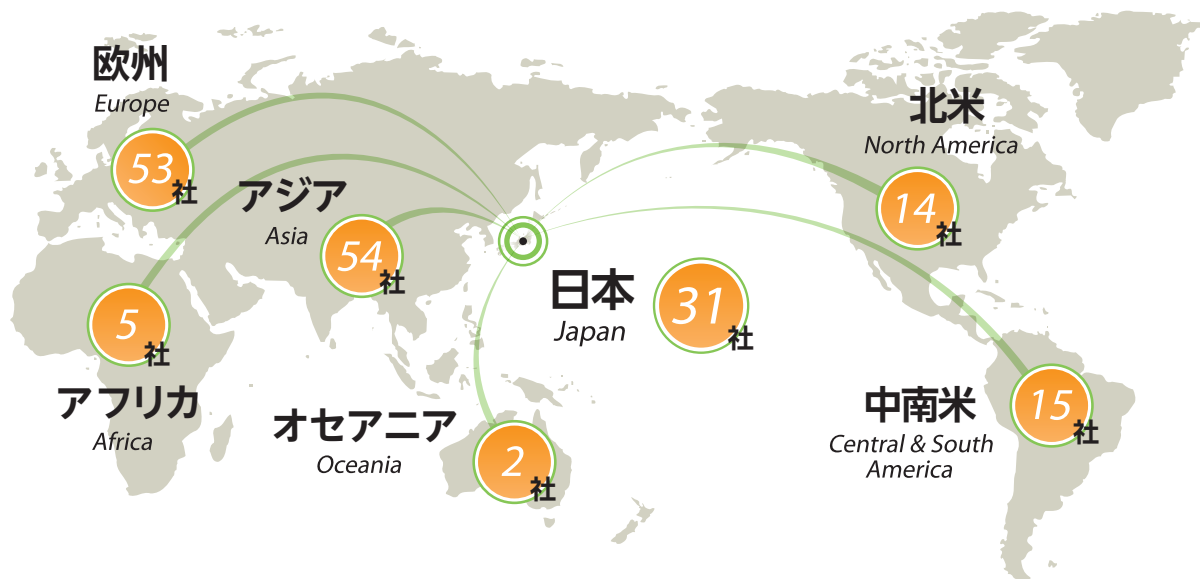 欧州
Europe
53社
アジア
Asia
54社
5社
アフリカ
Africa
オセアニア
Oceania
2社
日本
Japan
31社
北米
North America
14社
中南米
Central & South
America
15社